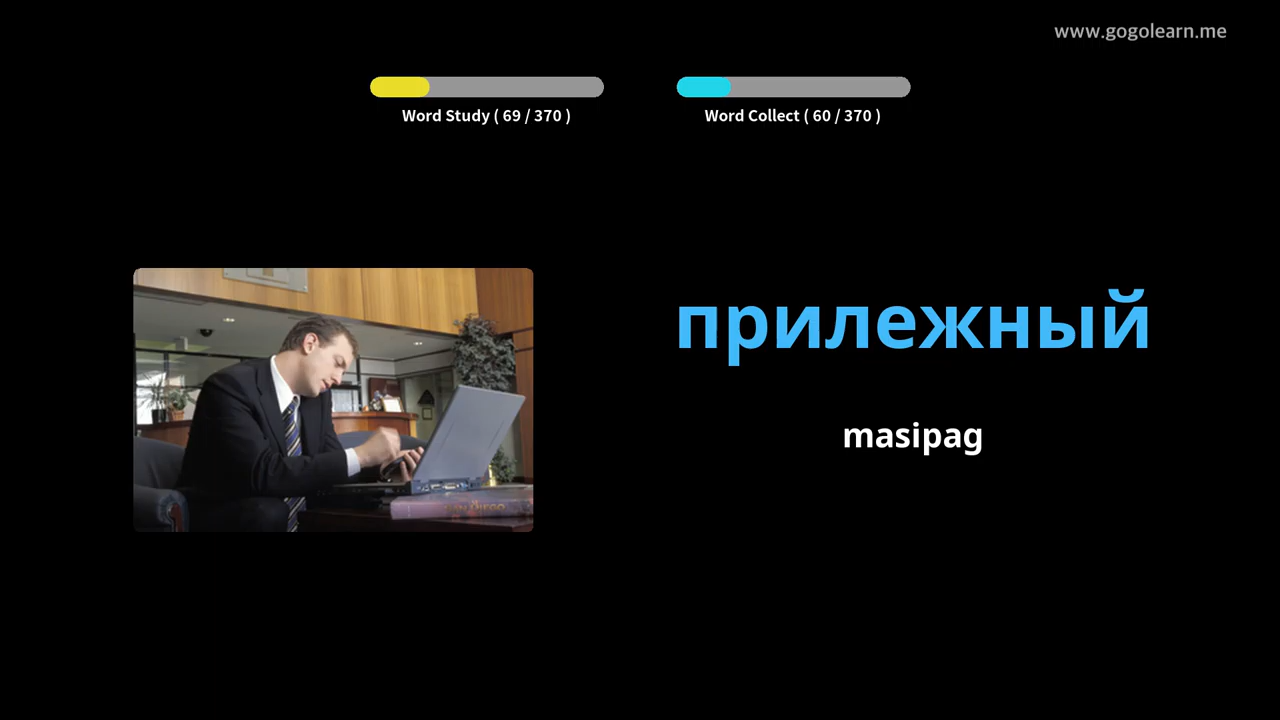 www.gogolearn.me
Word Study ( 69 / 370 )
Word Collect ( 60 / 370 )
прилежный
masipag